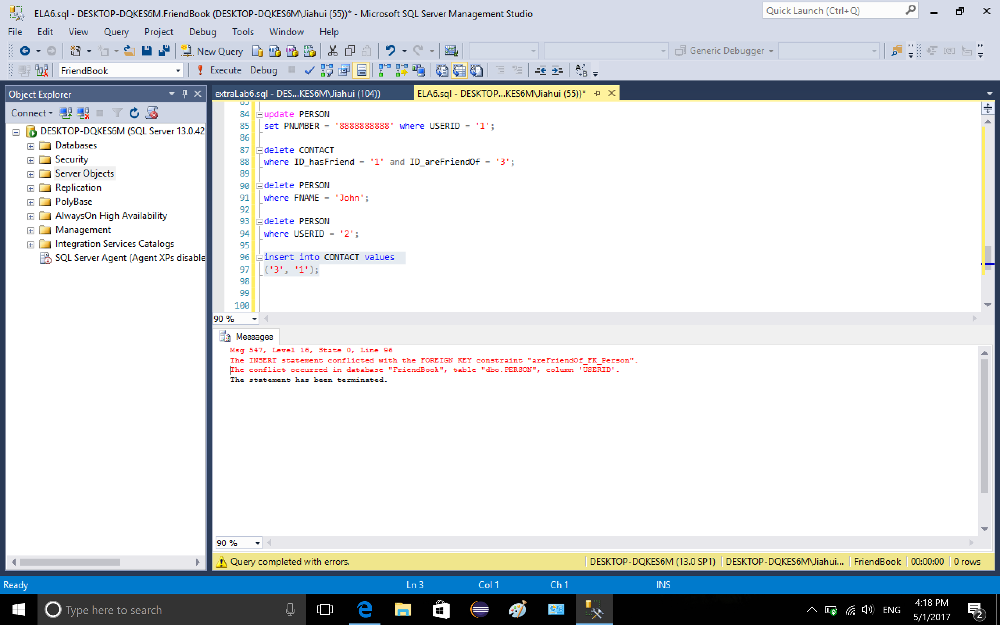 ELA6.sql - DESKTOP-DQKES6M.FriendBook (DESKTOP-DQKES6M\Jiahui (55))* - Microsoft SQL Server Management Studio
Quick Launch (Ctrl+Q)
File Edit View Query Project Debug Tools Window Help
New Query
Generic Debugger
FriendBook
Execute Debug
Object Explorer
Connect
DESKTOP-DQKES6M (SQL Server 13.0.42
Databases
Security
Server Objects
Replication
PolyBase
AlwaysOn High Availability
Management
Integration Services Catalogs
SQL Server Agent (Agent XPs disable
extraLab6.sql - DES...KES6M\Jiahui (104))
ELA6.sql - DESKTOP...KES6M\Jiahui (55))*
84 update PERSON
85 set PNUMBER = '8888888888' where USERID = '1';
86
87 delete CONTACT
88 where ID_hasFriend = '1' and ID_areFriendOf = '3';
89
90 delete PERSON
91 where FNAME = 'John';
92
93 delete PERSON
94 where USERID = '2';
95
96 insert into CONTACT values
97 ('3', '1');
98
99
100
90 %
Messages
Msg 547, Level 16, State 0, Line 96
The INSERT statement conflicted with the FOREIGN KEY constraint "areFriendOf_FK_Person".
The conflict occurred in database "FriendBook", table "dbo.PERSON", column 'USERID'.
The statement has been terminated.
90 %
Query completed with errors.
DESKTOP-DQKES6M (13.0 SP1)
DESKTOP-DQKES6M\Jiahui...
FriendBook
00:00:00
0 rows
Ready
Ln 3
Col 1
Ch 1
INS
Type here to search
ENG
4:18 PM
5/1/2017
2